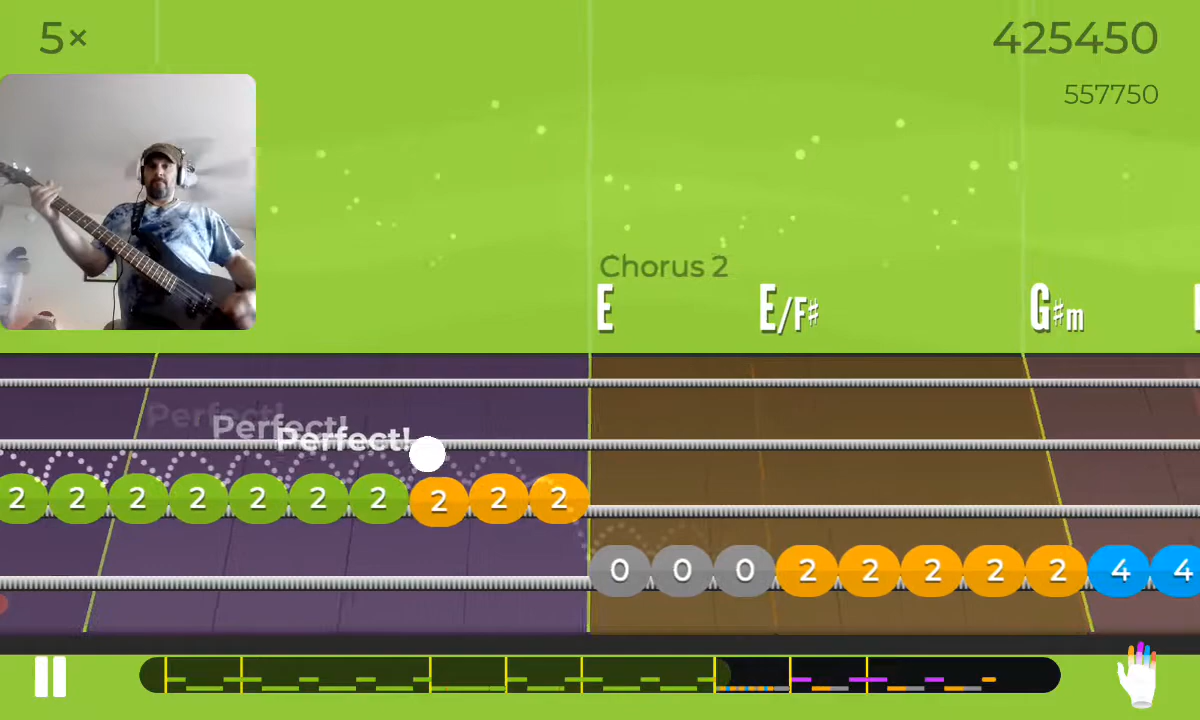 5×
425450
557750
Chorus 2
E E/F♯ G♯m
Perfect!
Perfect!
Perfect!
2 2 2 2 2 2 2 2 2 2
0 0 0 2 2 2 2 2 4 4